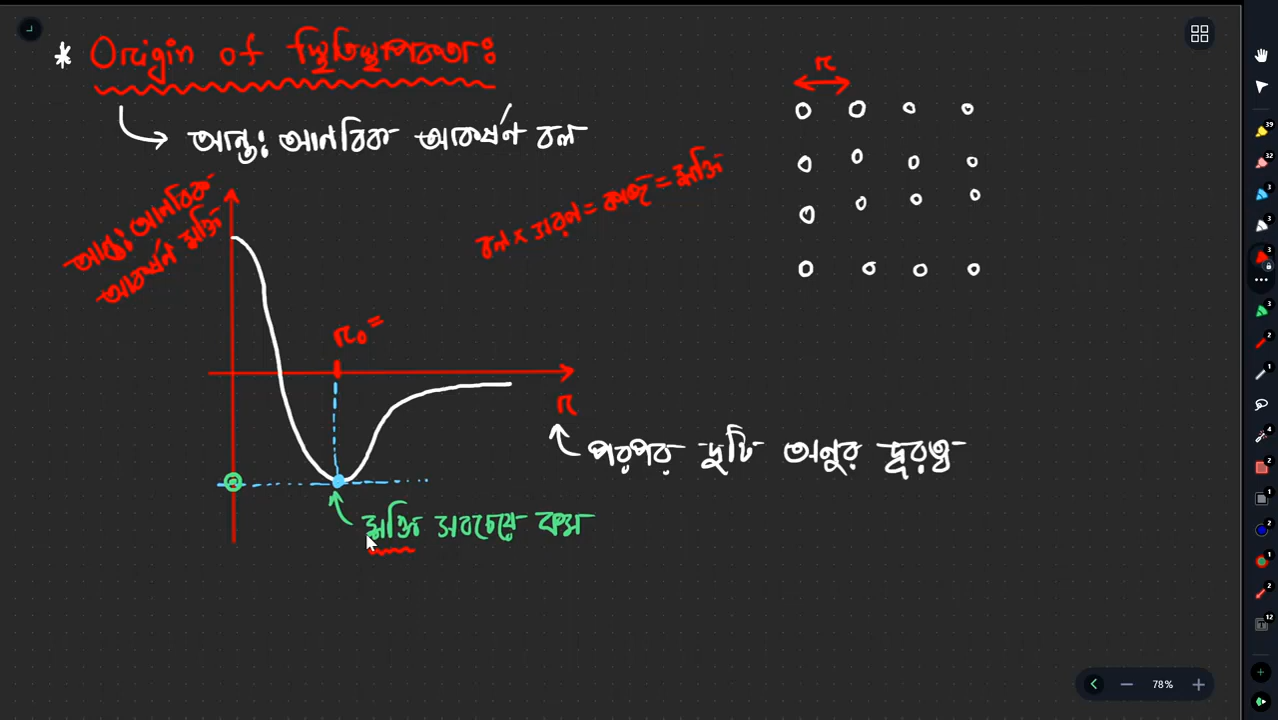 * Origin of স্থিতিস্থাপকতাঃ
আন্তঃ আনবিক আকর্ষণ বল
r
আন্তঃ আনবিক
আকর্ষণ শক্তি
বল × সরণ = কাজ = শক্তি
r₀ =
r
পরপর দুটি অনুর দূরত্ব
শক্তি সবচেয়ে কম
78%